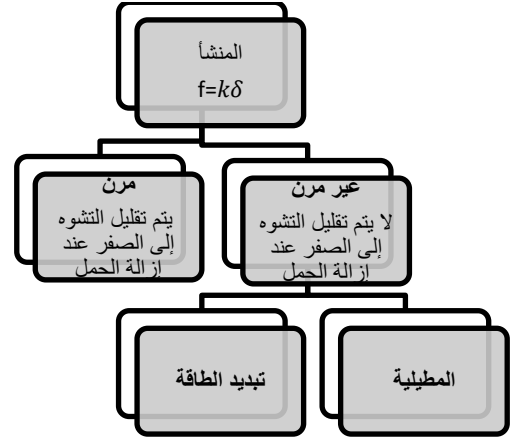 المنشأ
f=kδ
مرن
يتم تقليل التشوه
إلى الصفر عند
إزالة الحمل
عير مرن
لا يتم تقليل التشوه
إلى الصفر عند
إزالة الحمل
تبديد الطاقة
المطيلية